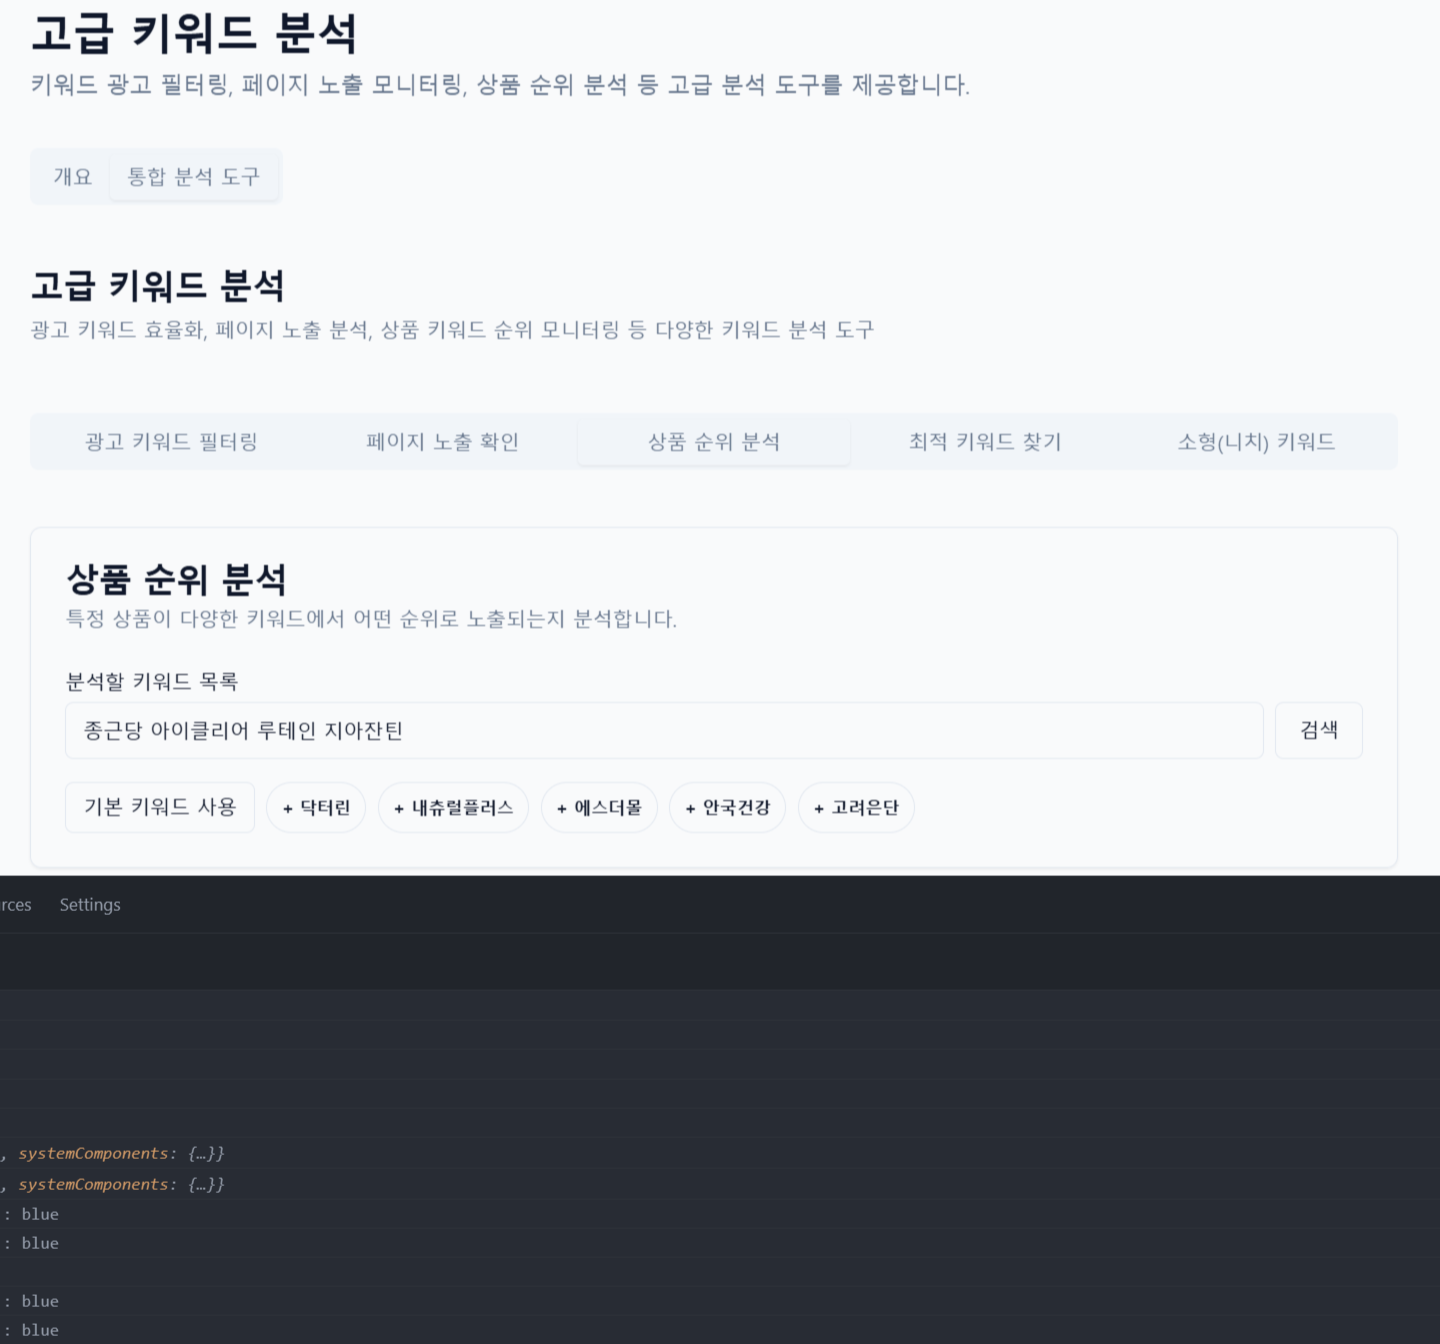 고급 키워드 분석
키워드 광고 필터링, 페이지 노출 모니터링, 상품 순위 분석 등 고급 분석 도구를 제공합니다.
개요 통합 분석 도구
고급 키워드 분석
광고 키워드 효율화, 페이지 노출 분석, 상품 키워드 순위 모니터링 등 다양한 키워드 분석 도구
광고 키워드 필터링 페이지 노출 확인 상품 순위 분석 최적 키워드 찾기 소형(니치) 키워드
상품 순위 분석
특정 상품이 다양한 키워드에서 어떤 순위로 노출되는지 분석합니다.
분석할 키워드 목록
종근당 아이클리어 루테인 지아잔틴 검색
기본 키워드 사용 + 닥터린 + 내츄럴플러스 + 에스더몰 + 안국건강 + 고려은단
rces Settings
, systemComponents: {…}}
, systemComponents: {…}}
: blue
: blue
: blue
: blue